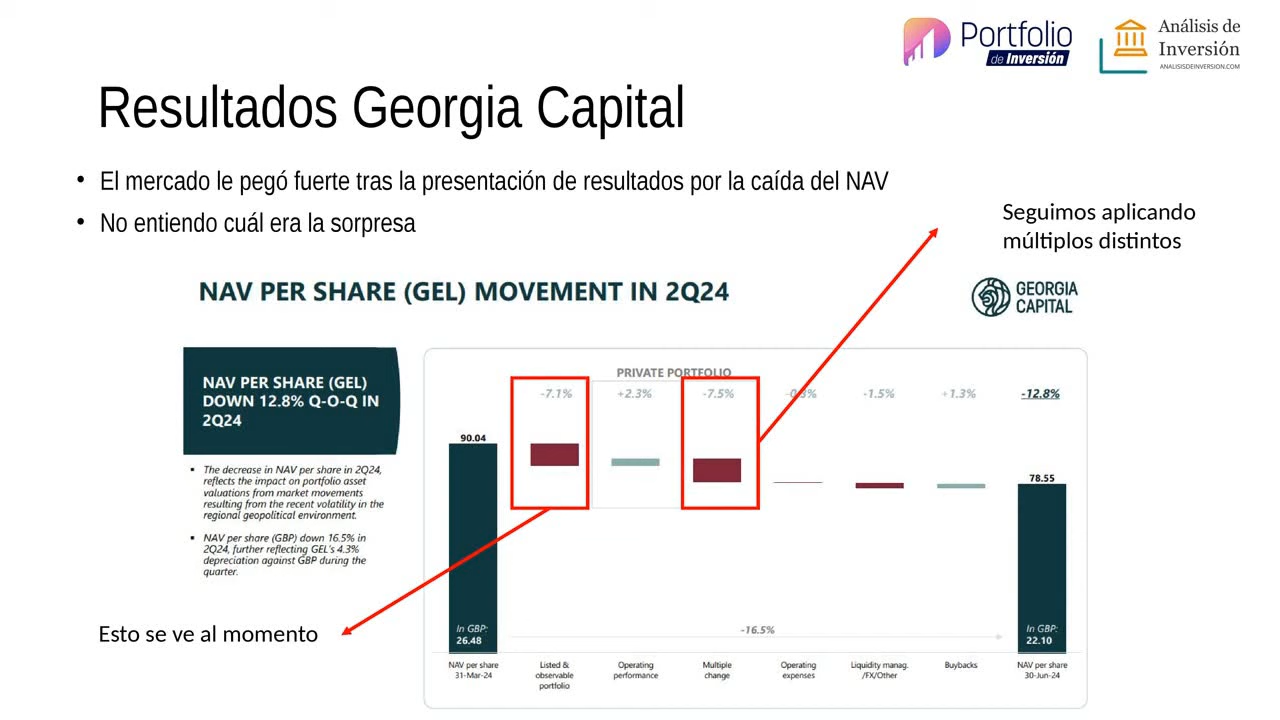 Portfolio
de Inversión
Análisis de
Inversión
ANALISISDEINVERSION.COM
Resultados Georgia Capital
• El mercado le pegó fuerte tras la presentación de resultados por la caída del NAV
• No entiendo cuál era la sorpresa
Seguimos aplicando
múltiplos distintos
NAV PER SHARE (GEL) MOVEMENT IN 2Q24
GEORGIA
CAPITAL
NAV PER SHARE (GEL)
DOWN 12.8% Q-O-Q IN
2Q24
▪ The decrease in NAV per share in 2Q24,
reflects the impact on portfolio asset
valuations from market movements
resulting from the recent volatility in the
regional geopolitical environment.
▪ NAV per share (GBP) down 16.5% in
2Q24, further reflecting GEL's 4.3%
depreciation against GBP during the
quarter.
PRIVATE PORTFOLIO
-7.1% +2.3% -7.5% -0.3% -1.5% +1.3% -12.8%
90.04
78.55
Esto se ve al momento
In GBP:
26.48
-16.5%
In GBP:
22.10
NAV per share
31-Mar-24
Listed &
observable
portfolio
Operating
performance
Multiple
change
Operating
expenses
Liquidity manag.
/FX/Other
Buybacks
NAV per share
30-Jun-24